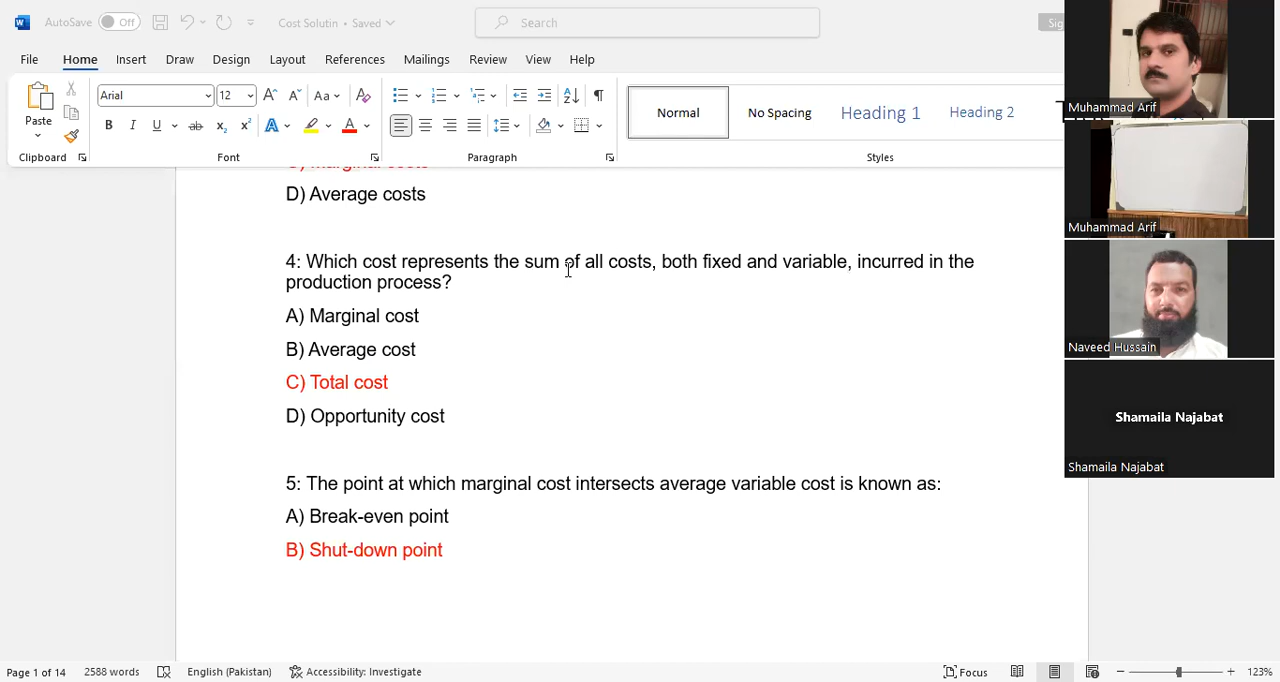 AutoSave Off Cost Solutin • Saved Search Sig
File Home Insert Draw Design Layout References Mailings Review View Help
Paste
Clipboard
Arial 12 Aa
B I U ab x₂ x² A A
Font
Paragraph
Normal No Spacing Heading 1 Heading 2
Styles
D) Average costs
4: Which cost represents the sum of all costs, both fixed and variable, incurred in the
production process?
A) Marginal cost
B) Average cost
C) Total cost
D) Opportunity cost
5: The point at which marginal cost intersects average variable cost is known as:
A) Break-even point
B) Shut-down point
Muhammad Arif
Muhammad Arif
Naveed Hussain
Shamaila Najabat
Shamaila Najabat
Page 1 of 14 2588 words English (Pakistan) Accessibility: Investigate Focus 123%